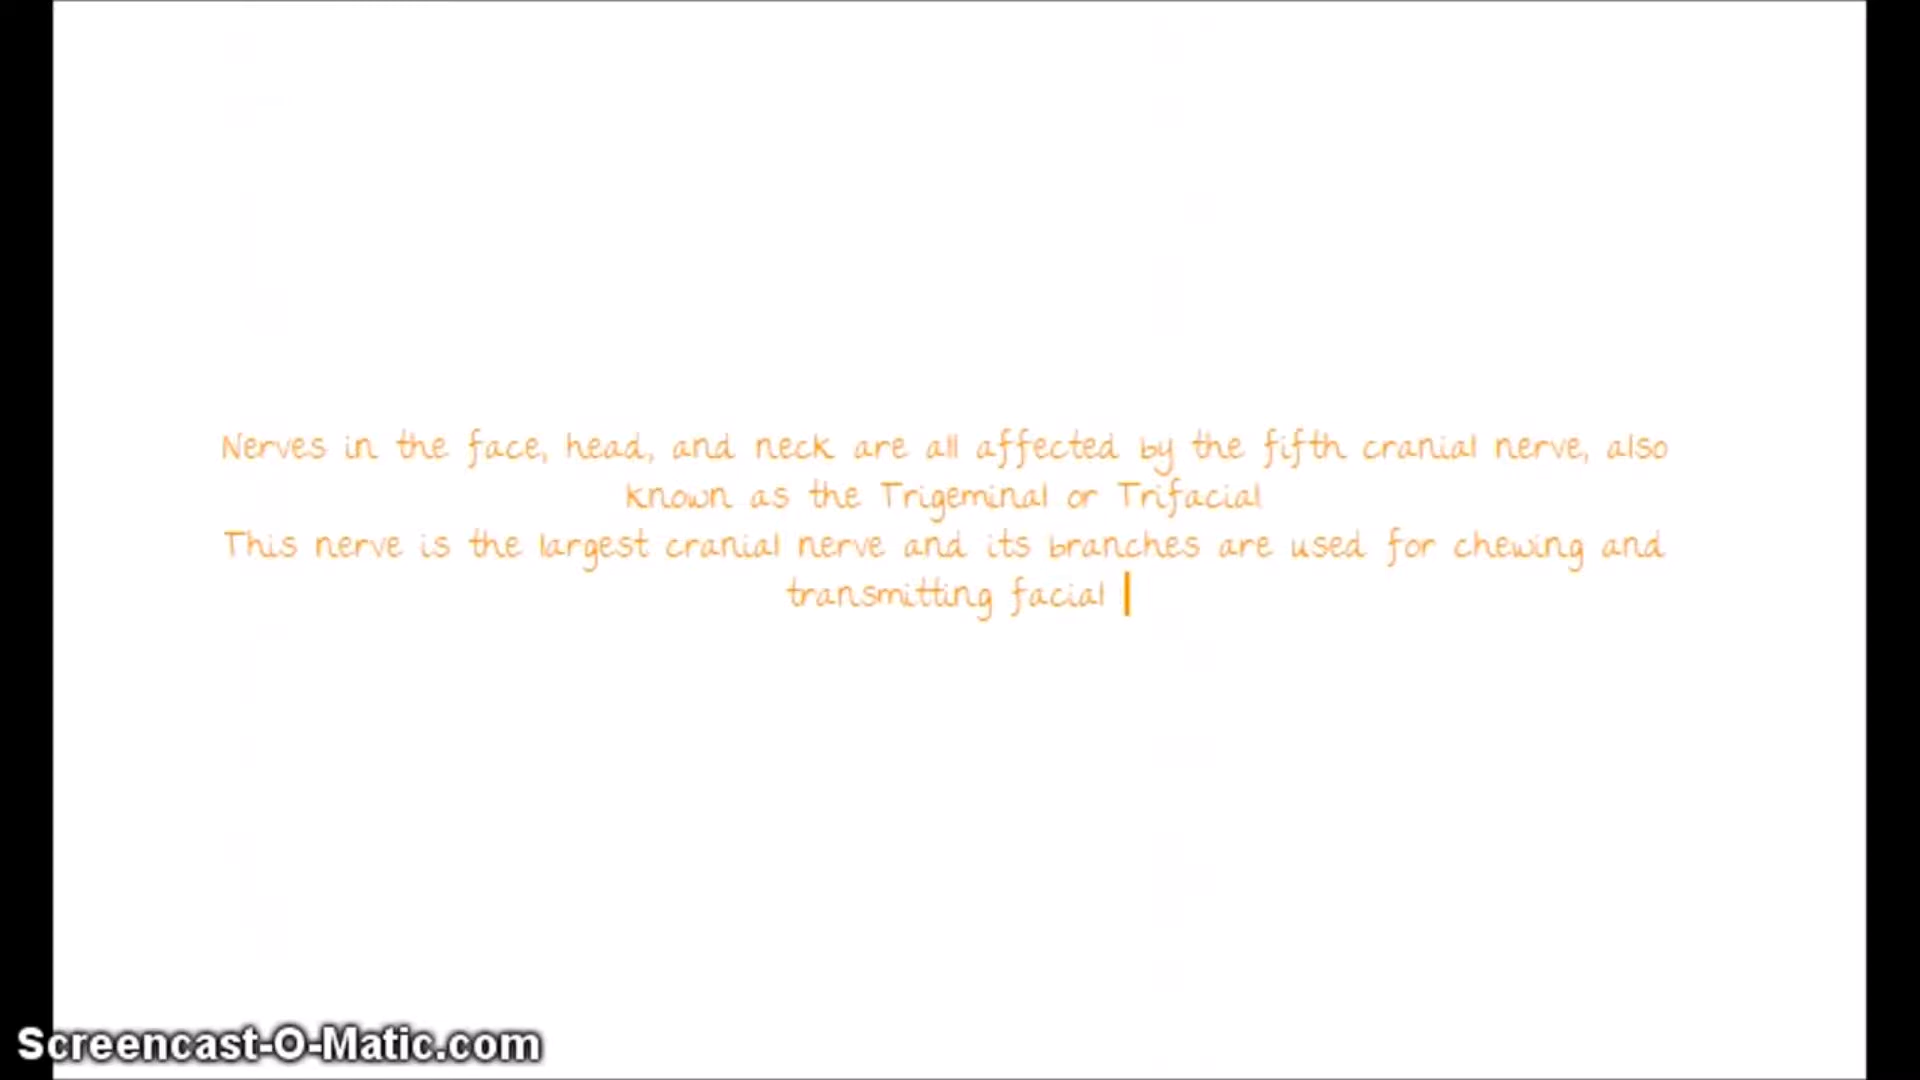 Nerves in the face, head, and neck are all affected by the fifth cranial nerve, also
known as the Trigeminal or Trifacial
This nerve is the largest cranial nerve and its branches are used for chewing and
transmitting facial
Screencast-O-Matic.com